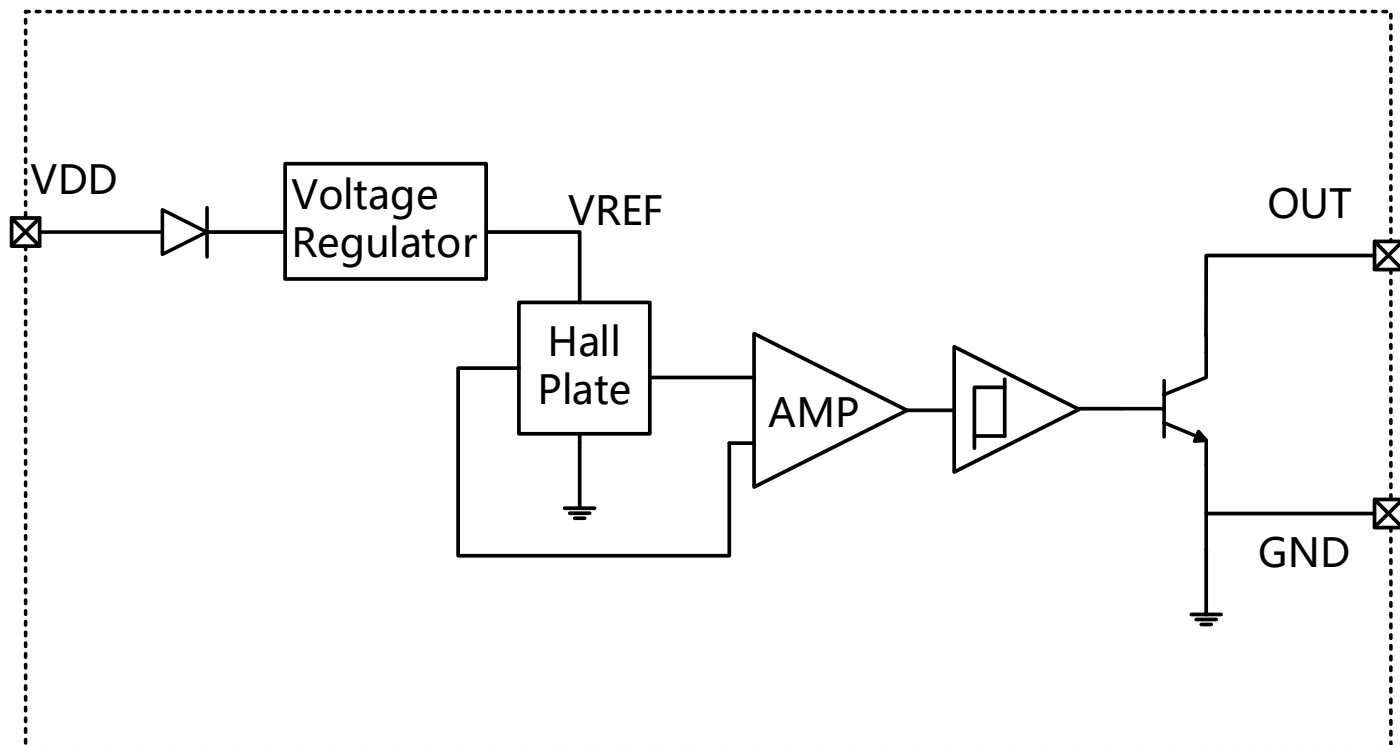 VDD
Voltage
Regulator
VREF
OUT
Hall
Plate
AMP
GND